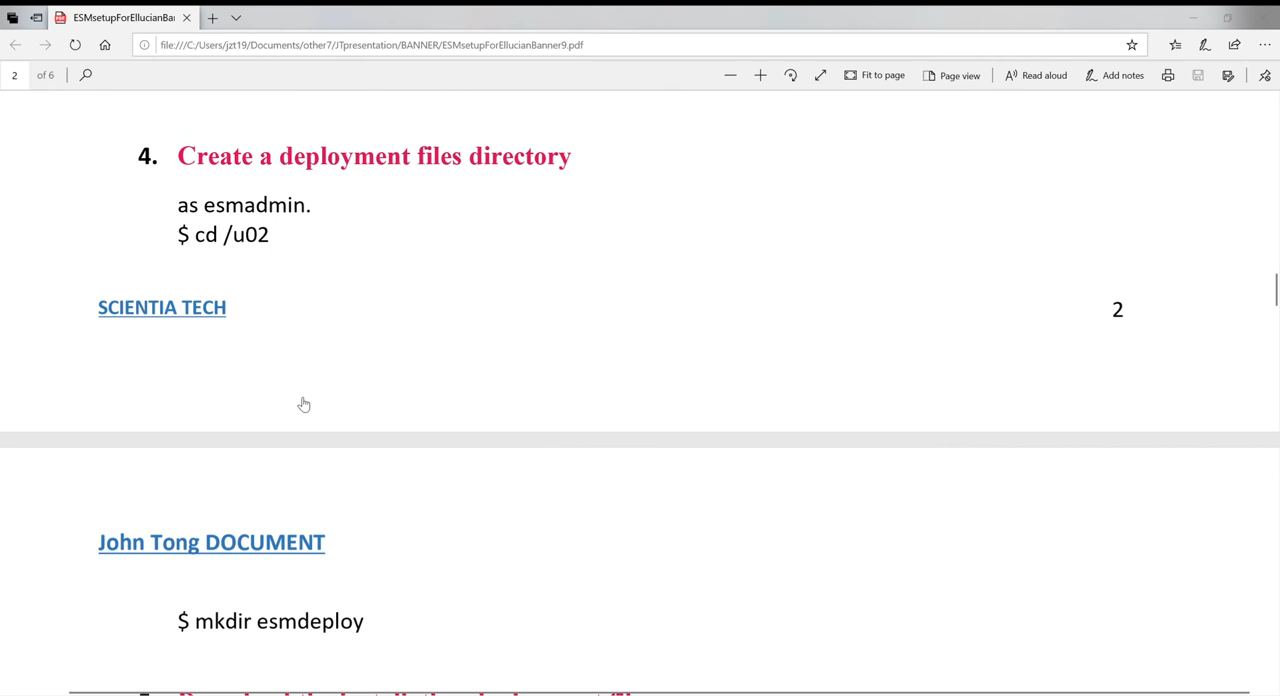 ESMsetupForEllucianBa
file:///C:/Users/jzt19/Documents/other7/JTpresentation/BANNER/ESMsetupForEllucianBanner9.pdf
2 of 6
Fit to page
Page view
Read aloud
Add notes
4. Create a deployment files directory
as esmadmin.
$ cd /u02
SCIENTIA TECH
2
John Tong DOCUMENT
$ mkdir esmdeploy